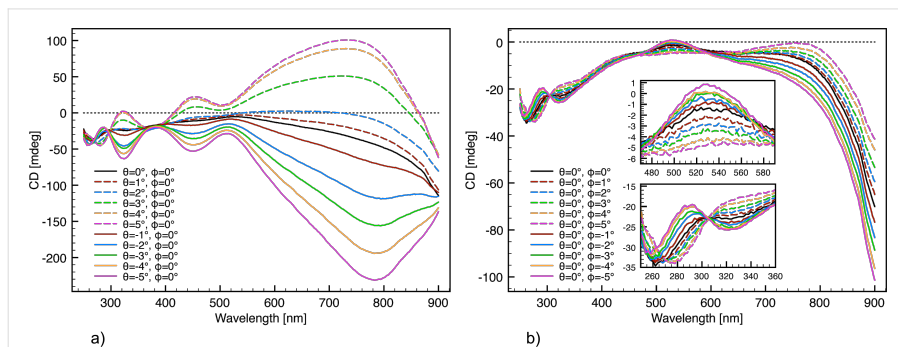 100
50
0
-50
-100
-150
-200
CD [mdeg]
θ=0°, ϕ=0°
θ=1°, ϕ=0°
θ=2°, ϕ=0°
θ=3°, ϕ=0°
θ=4°, ϕ=0°
θ=5°, ϕ=0°
θ=-1°, ϕ=0°
θ=-2°, ϕ=0°
θ=-3°, ϕ=0°
θ=-4°, ϕ=0°
θ=-5°, ϕ=0°
300 400 500 600 700 800 900
Wavelength [nm]
a)
0
-20
-40
-60
-80
-100
CD [mdeg]
1
0
-1
-2
-3
-4
-5
-6
480 500 520 540 560 580
θ=0°, ϕ=0°
θ=0°, ϕ=1°
θ=0°, ϕ=2°
θ=0°, ϕ=3°
θ=0°, ϕ=4°
θ=0°, ϕ=5°
θ=0°, ϕ=-1°
θ=0°, ϕ=-2°
θ=0°, ϕ=-3°
θ=0°, ϕ=-4°
θ=0°, ϕ=-5°
-15
-20
-25
-30
-35
260 280 300 320 340 360
300 400 500 600 700 800 900
Wavelength [nm]
b)